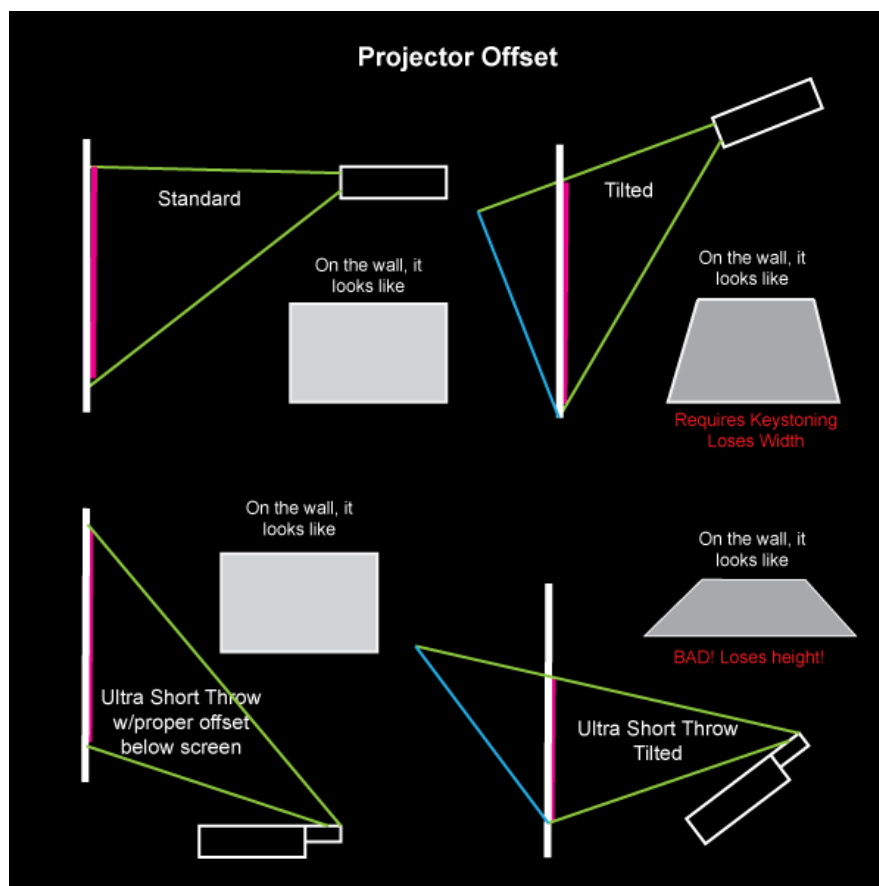 Projector Offset
Standard
On the wall, it
looks like
Tilted
On the wall, it
looks like
Requires Keystoning
Loses Width
On the wall, it
looks like
Ultra Short Throw
w/proper offset
below screen
On the wall, it
looks like
BAD! Loses height!
Ultra Short Throw
Tilted